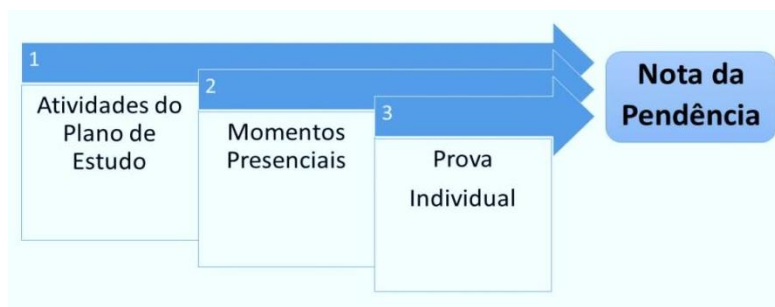 1
Atividades do
Plano de
Estudo
2
Momentos
Presenciais
3
Prova
Individual
Nota da
Pendência